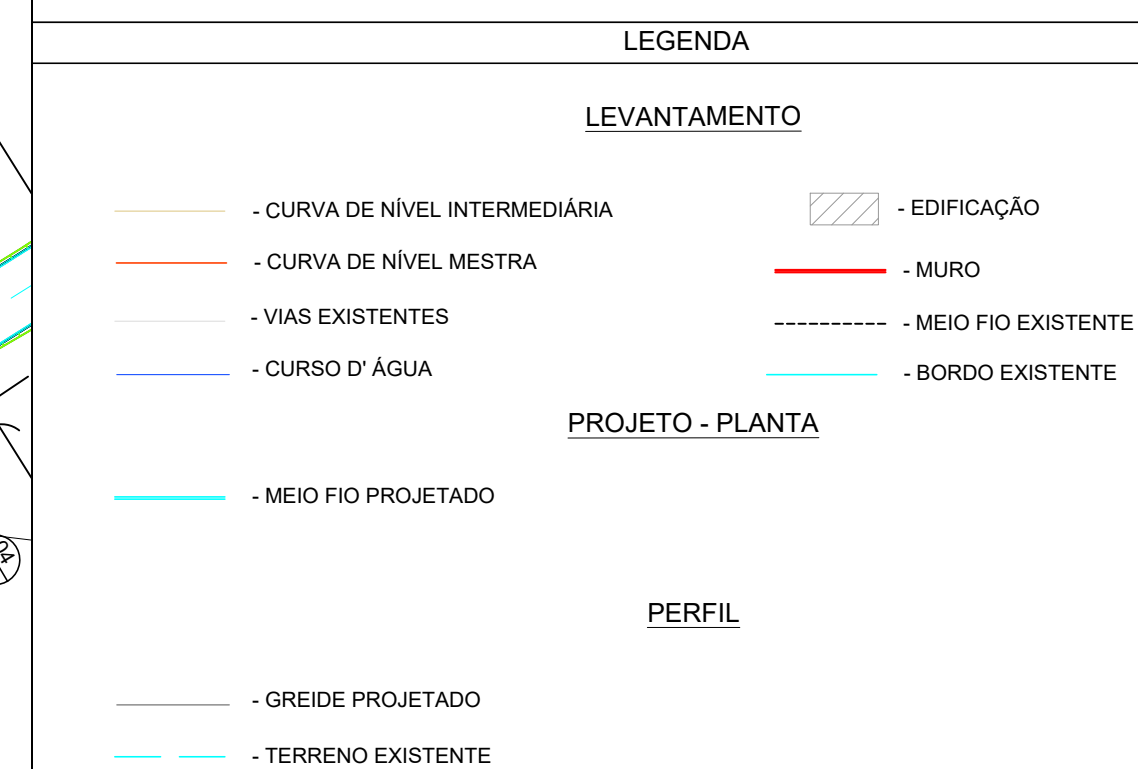 LEGENDA
LEVANTAMENTO
- CURVA DE NÍVEL INTERMEDIÁRIA
- CURVA DE NÍVEL MESTRA
- VIAS EXISTENTES
- CURSO D' ÁGUA
- EDIFICAÇÃO
- MURO
- MEIO FIO EXISTENTE
- BORDO EXISTENTE
PROJETO - PLANTA
- MEIO FIO PROJETADO
04
PERFIL
- GREIDE PROJETADO
- TERRENO EXISTENTE